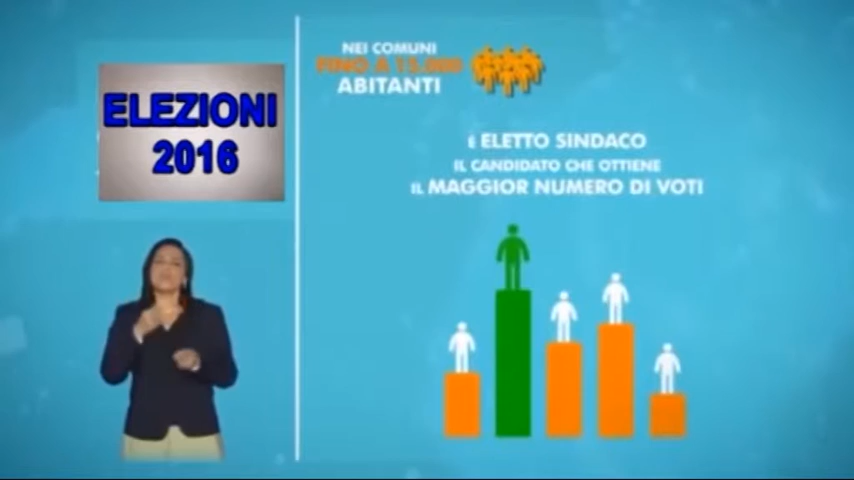 ELEZIONI
2016
NEI COMUNI
FINO A 15.000
ABITANTI
È ELETTO SINDACO
IL CANDIDATO CHE OTTIENE
IL MAGGIOR NUMERO DI VOTI